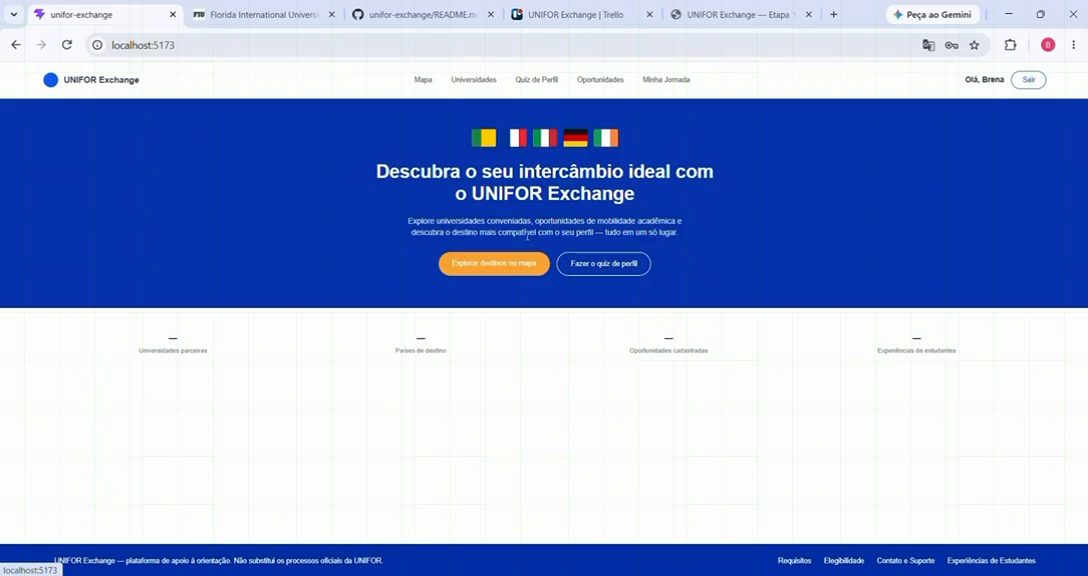 unifor-exchange
FIU Florida International Universi
unifor-exchange/README.m
UNIFOR Exchange | Trello
UNIFOR Exchange — Etapa
Peça ao Gemini
localhost:5173
B
UNIFOR Exchange
Mapa
Universidades
Quiz de Perfil
Oportunidades
Minha Jornada
Olá, Brena
Sair
Descubra o seu intercâmbio ideal com
o UNIFOR Exchange
Explore universidades conveniadas, oportunidades de mobilidade acadêmica e
descubra o destino mais compatível com o seu perfil — tudo em um só lugar.
Explorar destinos no mapa
Fazer o quiz de perfil
—
Universidades parceiras
—
Países de destino
—
Oportunidades cadastradas
—
Experiências de estudantes
UNIFOR Exchange — plataforma de apoio à orientação. Não substitui os processos oficiais da UNIFOR.
Requisitos
Elegibilidade
Contato e Suporte
Experiências de Estudantes
localhost:5173